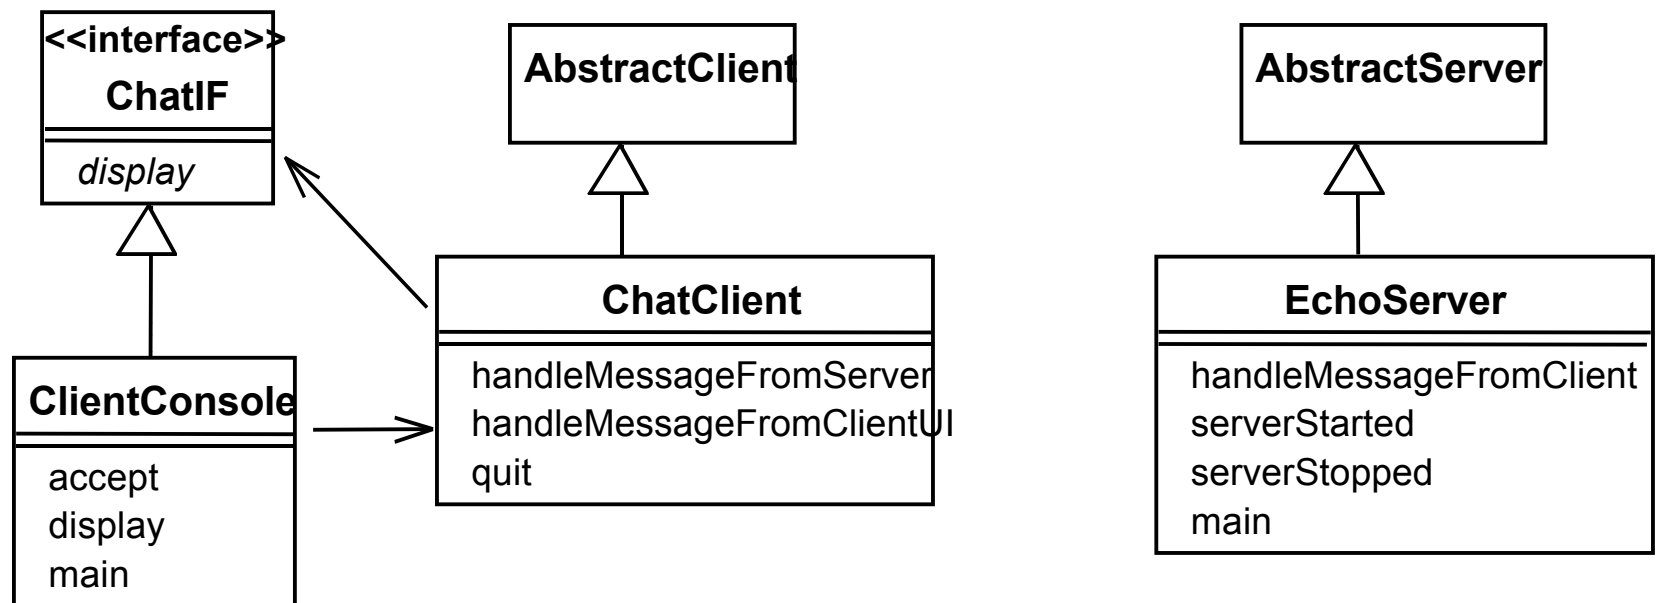 <<interface>>
ChatIF
display
AbstractClient
AbstractServer
ChatClient
handleMessageFromServer
handleMessageFromClientUI
quit
EchoServer
handleMessageFromClient
serverStarted
serverStopped
main
ClientConsole
accept
display
main